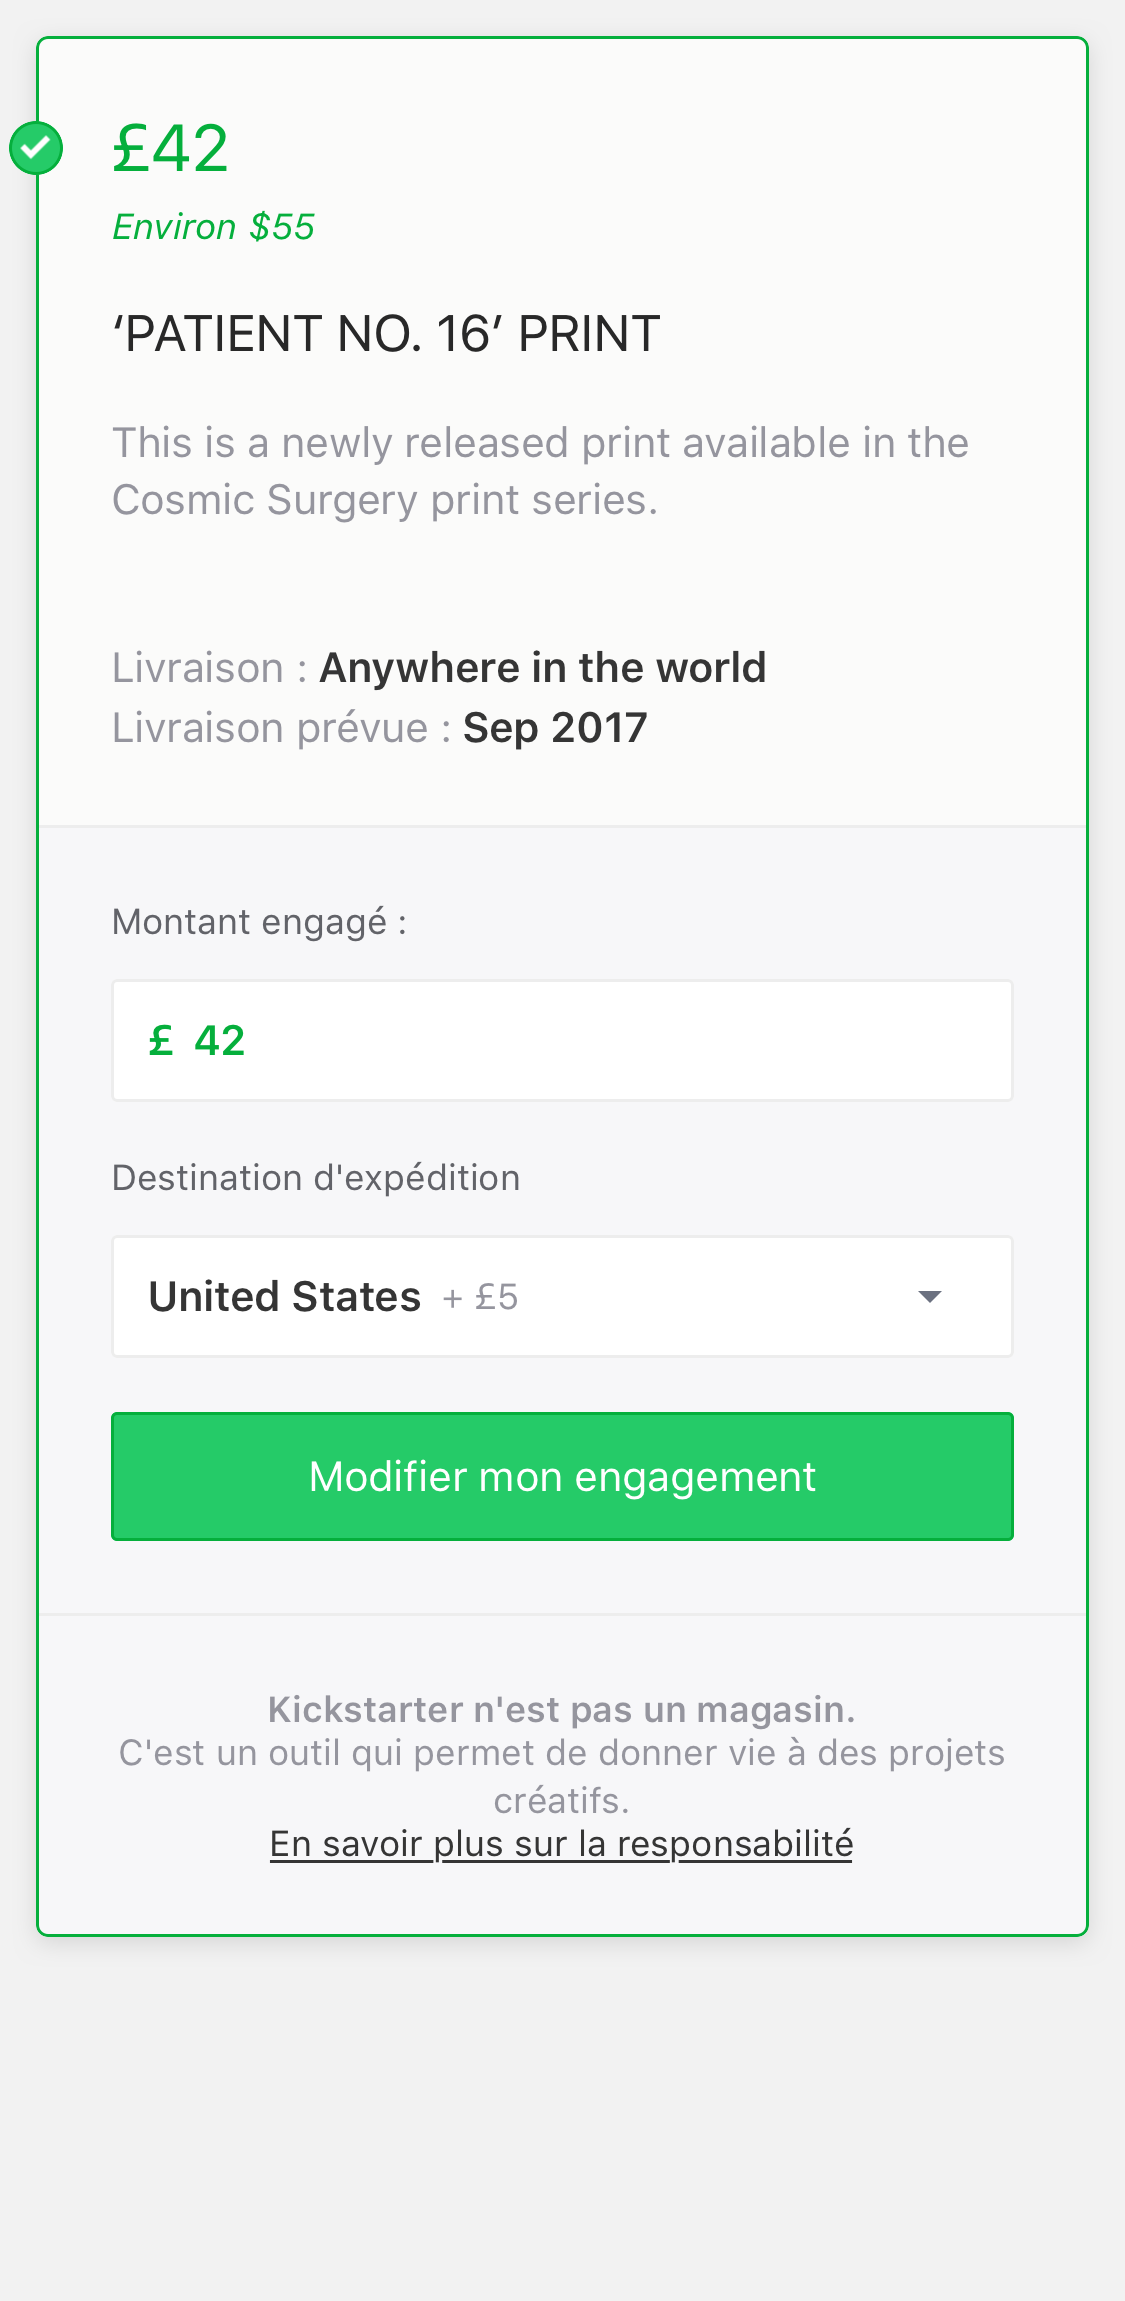 £42
Environ $55
‘PATIENT NO. 16’ PRINT
This is a newly released print available in the
Cosmic Surgery print series.
Livraison : Anywhere in the world
Livraison prévue : Sep 2017
Montant engagé :
£ 42
Destination d'expédition
United States + £5
Modifier mon engagement
Kickstarter n'est pas un magasin.
C'est un outil qui permet de donner vie à des projets
créatifs.
En savoir plus sur la responsabilité